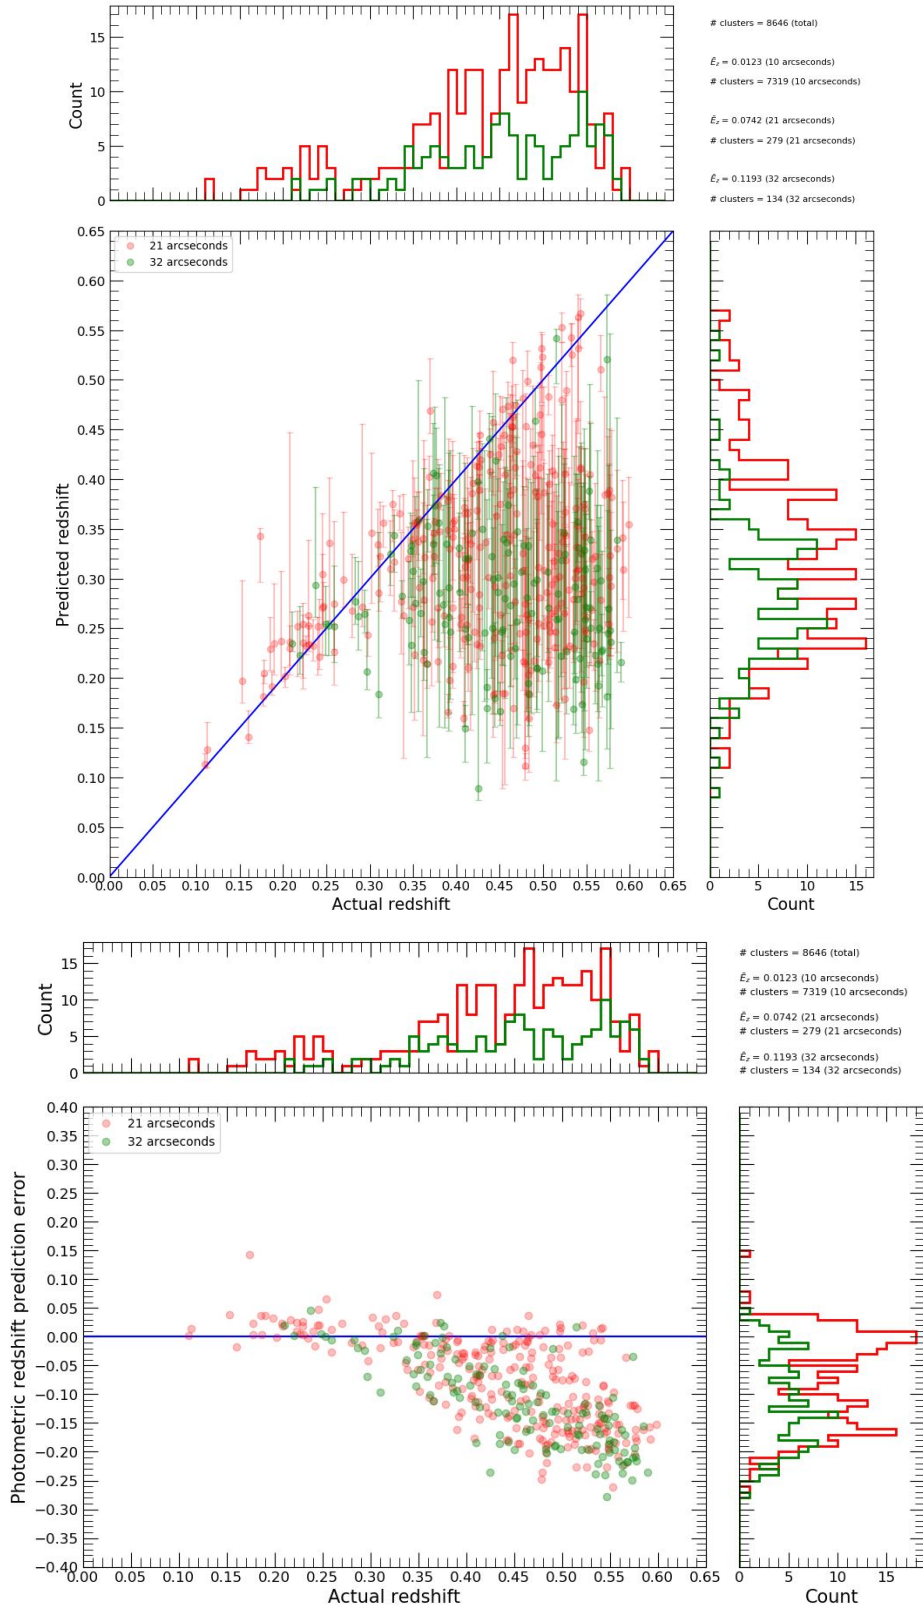 # clusters = 8646 (total)
Êz = 0.0123 (10 arcseconds)
# clusters = 7319 (10 arcseconds)
Êz = 0.0742 (21 arcseconds)
# clusters = 279 (21 arcseconds)
Êz = 0.1193 (32 arcseconds)
# clusters = 134 (32 arcseconds)
Count
15
10
5
0
21 arcseconds
32 arcseconds
Predicted redshift
0.65
0.60
0.55
0.50
0.45
0.40
0.35
0.30
0.25
0.20
0.15
0.10
0.05
0.00
0.00 0.05 0.10 0.15 0.20 0.25 0.30 0.35 0.40 0.45 0.50 0.55 0.60 0.65
Actual redshift
0 5 10 15
Count
# clusters = 8646 (total)
Êz = 0.0123 (10 arcseconds)
# clusters = 7319 (10 arcseconds)
Êz = 0.0742 (21 arcseconds)
# clusters = 279 (21 arcseconds)
Êz = 0.1193 (32 arcseconds)
# clusters = 134 (32 arcseconds)
Count
15
10
5
0
21 arcseconds
32 arcseconds
Photometric redshift prediction error
0.40
0.35
0.30
0.25
0.20
0.15
0.10
0.05
0.00
−0.05
−0.10
−0.15
−0.20
−0.25
−0.30
−0.35
−0.40
0.00 0.05 0.10 0.15 0.20 0.25 0.30 0.35 0.40 0.45 0.50 0.55 0.60 0.65
Actual redshift
0 5 10 15
Count